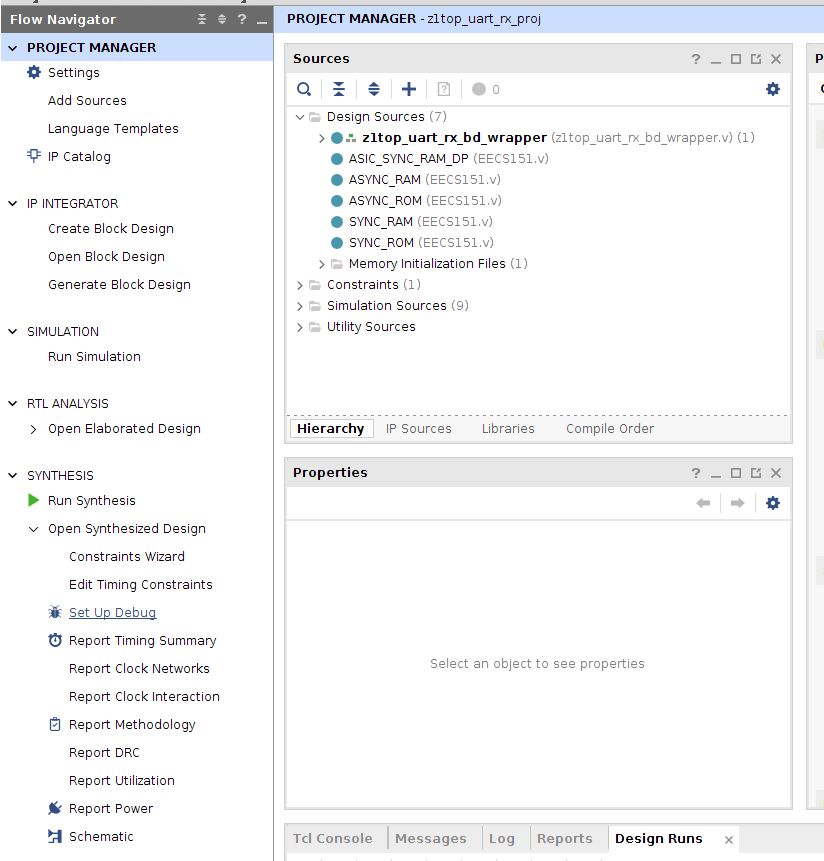 Flow Navigator
?
PROJECT MANAGER
Settings
Add Sources
Language Templates
IP Catalog
IP INTEGRATOR
Create Block Design
Open Block Design
Generate Block Design
SIMULATION
Run Simulation
RTL ANALYSIS
Open Elaborated Design
SYNTHESIS
Run Synthesis
Open Synthesized Design
Constraints Wizard
Edit Timing Constraints
Set Up Debug
Report Timing Summary
Report Clock Networks
Report Clock Interaction
Report Methodology
Report DRC
Report Utilization
Report Power
Schematic
PROJECT MANAGER - z1top_uart_rx_proj
Sources
?
? 0
Design Sources (7)
z1top_uart_rx_bd_wrapper (z1top_uart_rx_bd_wrapper.v) (1)
ASIC_SYNC_RAM_DP (EECS151.v)
ASYNC_RAM (EECS151.v)
ASYNC_ROM (EECS151.v)
SYNC_RAM (EECS151.v)
SYNC_ROM (EECS151.v)
Memory Initialization Files (1)
Constraints (1)
Simulation Sources (9)
Utility Sources
Hierarchy IP Sources Libraries Compile Order
Properties
?
Select an object to see properties
Tcl Console Messages Log Reports Design Runs
P